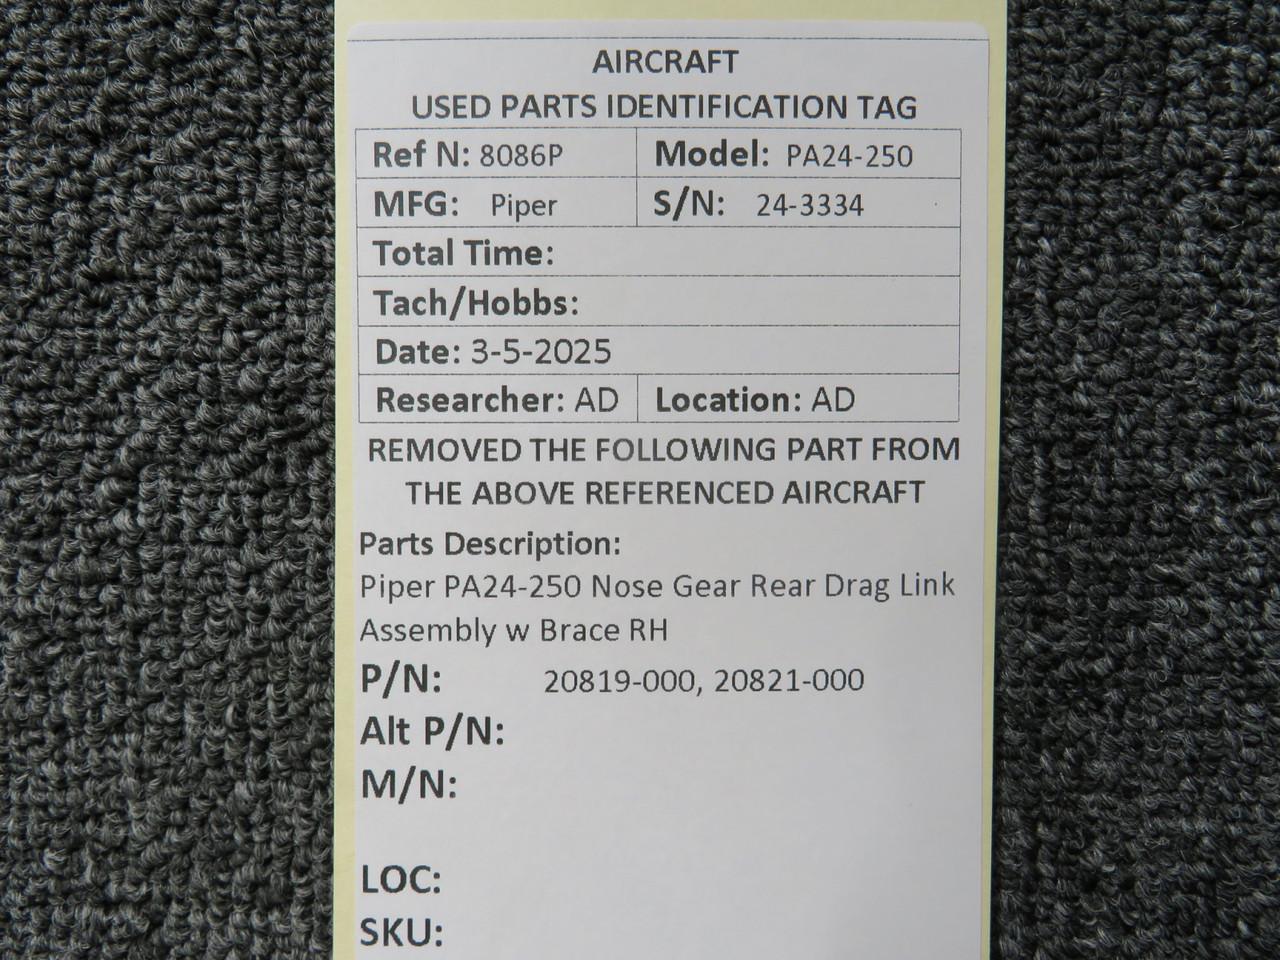 AIRCRAFT
USED PARTS IDENTIFICATION TAG
Ref N: 8086P Model: PA24-250
MFG: Piper S/N: 24-3334
Total Time:
Tach/Hobbs:
Date: 3-5-2025
Researcher: AD Location: AD
REMOVED THE FOLLOWING PART FROM
THE ABOVE REFERENCED AIRCRAFT
Parts Description:
Piper PA24-250 Nose Gear Rear Drag Link
Assembly w Brace RH
P/N: 20819-000, 20821-000
Alt P/N:
M/N:
LOC:
SKU: